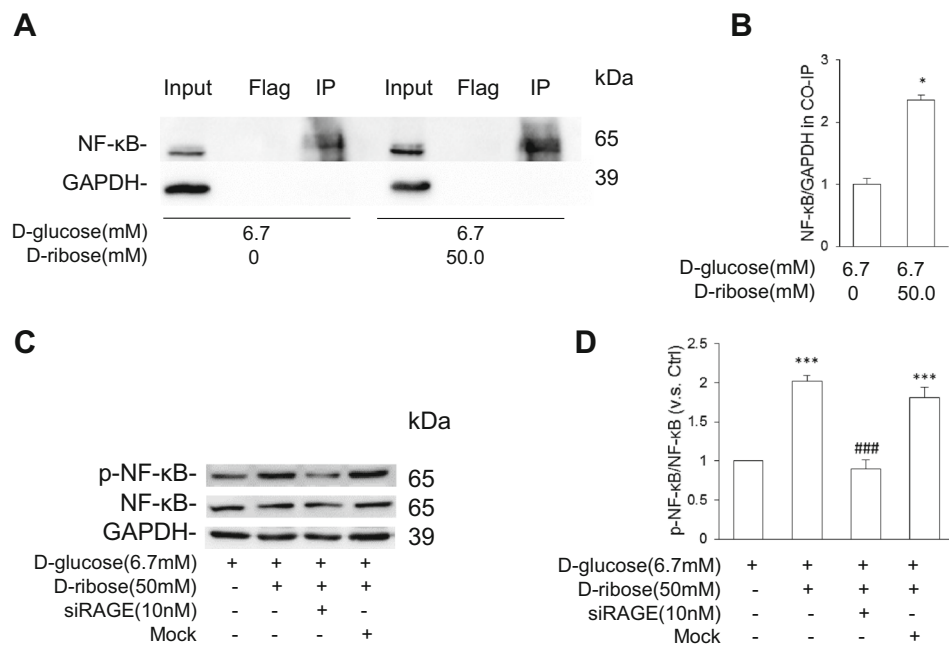 A
Input Flag IP Input Flag IP kDa
NF-κB- 65
GAPDH- 39
D-glucose(mM) 6.7 6.7
D-ribose(mM) 0 50.0
B
NF-κB/GAPDH in CO-IP
3
2
1
0
*
D-glucose(mM) 6.7 6.7
D-ribose(mM) 0 50.0
C
kDa
p-NF-κB- 65
NF-κB- 65
GAPDH- 39
D-glucose(6.7mM) + + + +
D-ribose(50mM) - + + +
siRAGE(10nM) - - + -
Mock - - - +
D
p-NF-κB/NF-κB (v.s. Ctrl)
2.5
2
1.5
1
0.5
0
*** ### ***
D-glucose(6.7mM) + + + +
D-ribose(50mM) - + + +
siRAGE(10nM) - - + -
Mock - - - +